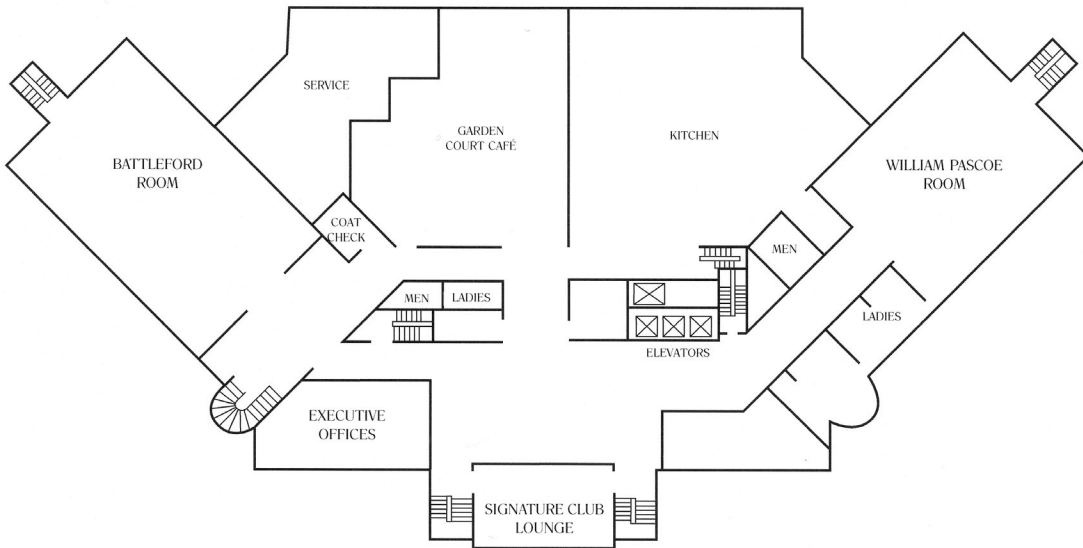 SERVICE
GARDEN
COURT CAFÉ
KITCHEN
BATTLEFORD
ROOM
WILLIAM PASCOE
ROOM
COAT
CHECK
MEN
MEN
LADIES
LADIES
ELEVATORS
EXECUTIVE
OFFICES
SIGNATURE CLUB
LOUNGE